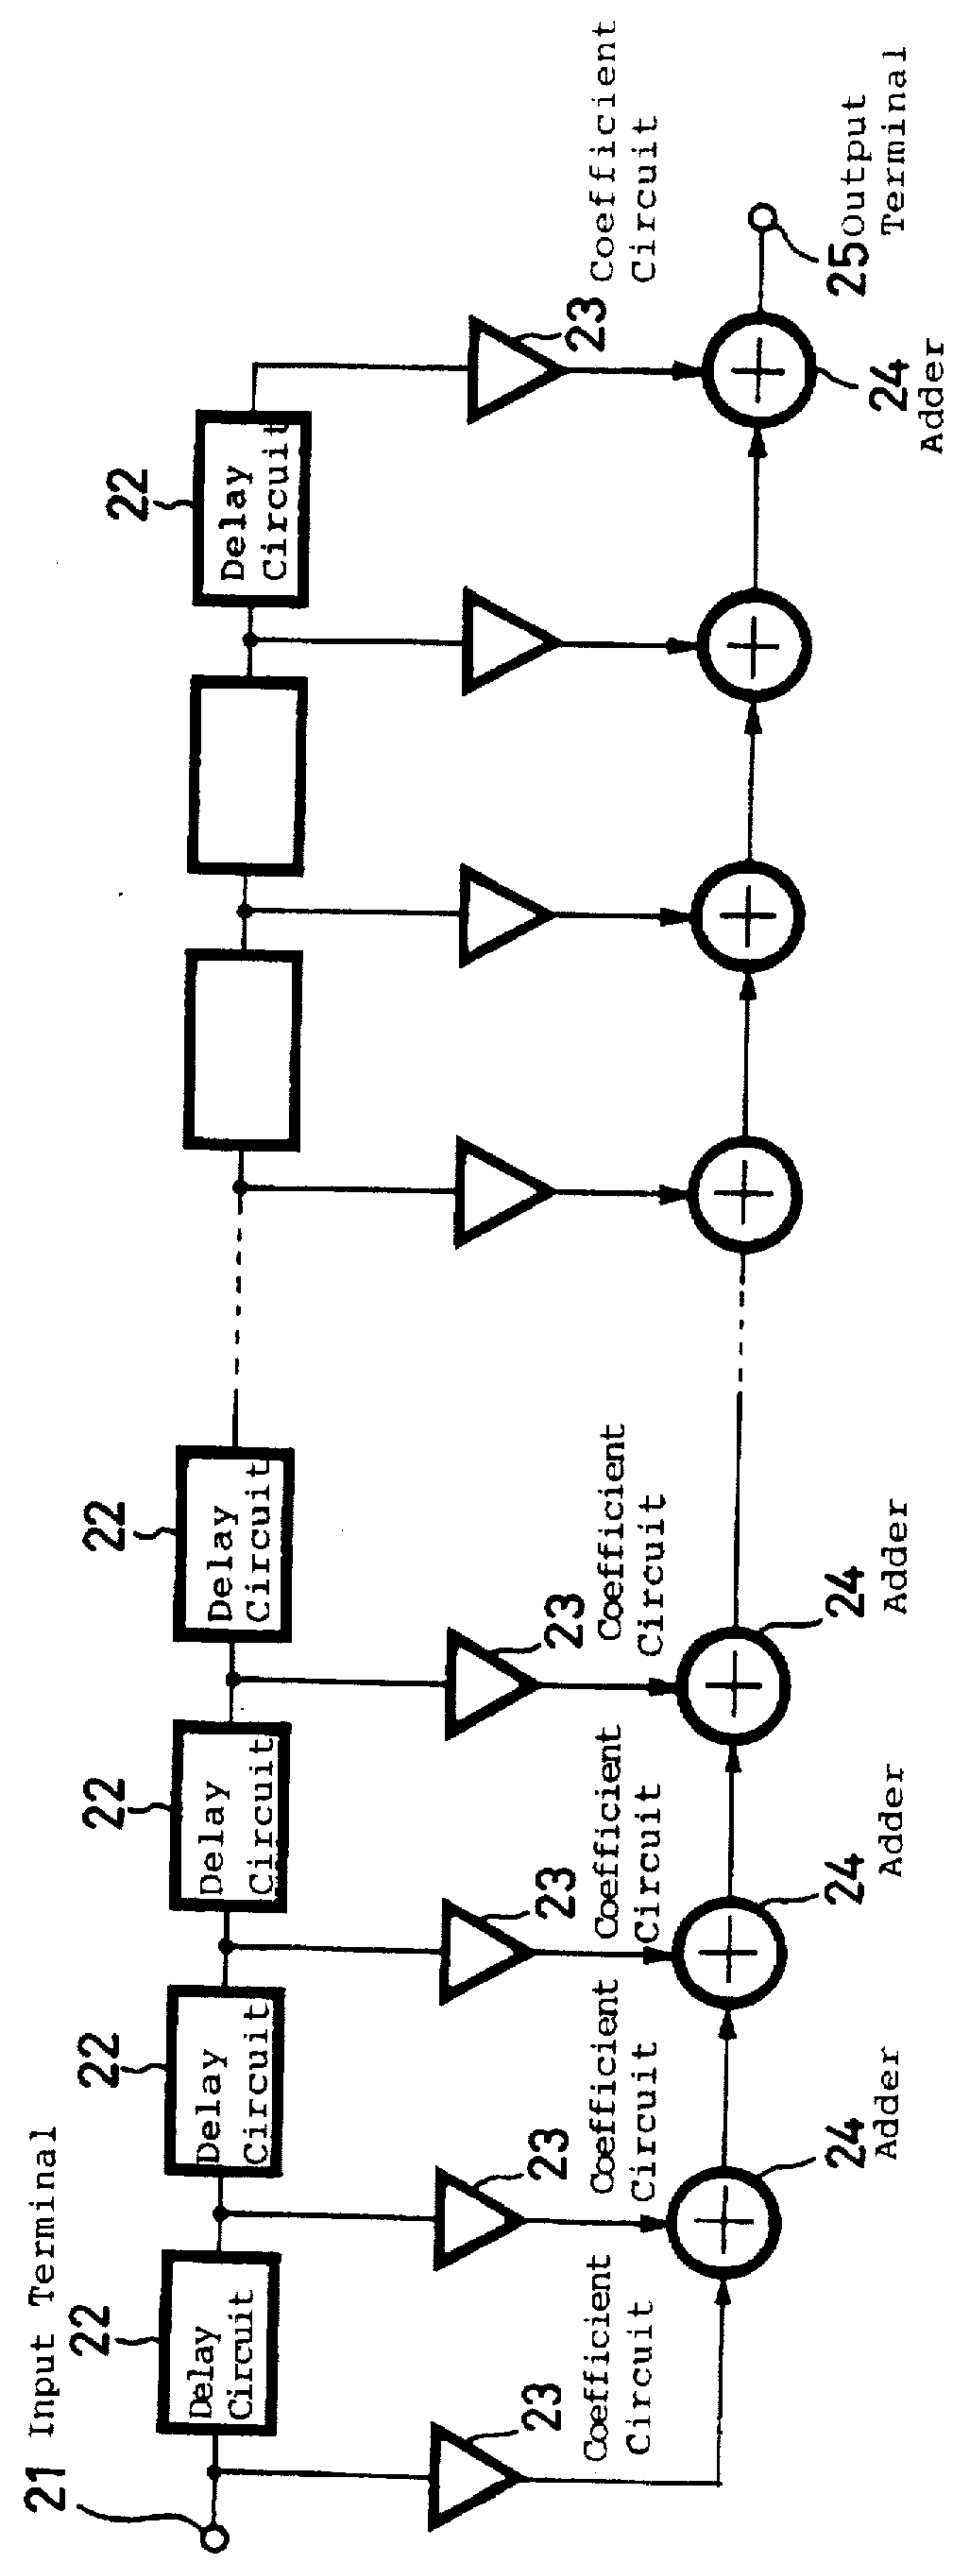 21 Input Terminal
22
22
22
22
22
Delay
Circuit
Delay
Circuit
Delay
Circuit
Delay
Circuit
Delay
Circuit
23
Coefficient
Circuit
23
Coefficient
Circuit
23
Coefficient
Circuit
23
Coefficient
Circuit
23
Coefficient
Circuit
24
Adder
24
Adder
24
Adder
24
Adder
25 Output
Terminal